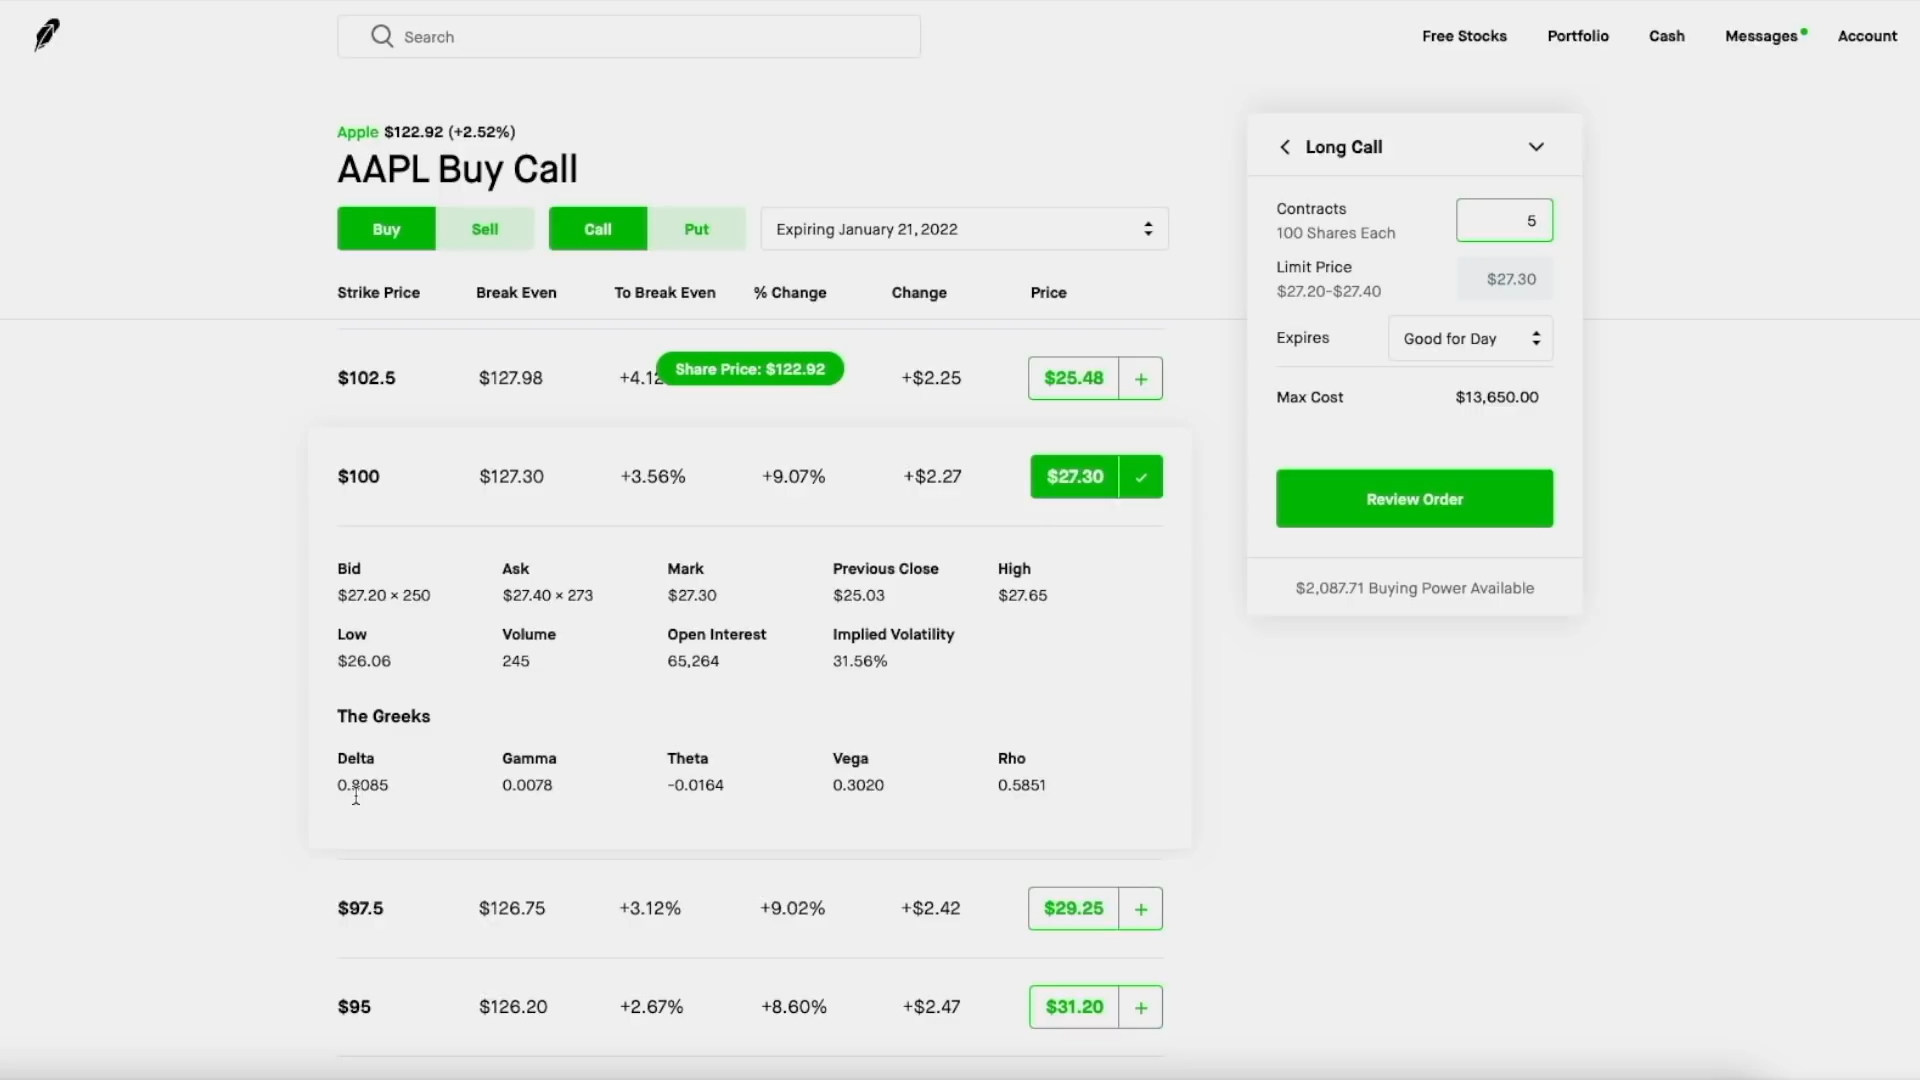 Search
Free Stocks Portfolio Cash Messages Account
Apple $122.92 (+2.52%)
AAPL Buy Call
Buy Sell Call Put Expiring January 21, 2022
Strike Price Break Even To Break Even % Change Change Price
$102.5 $127.98 +4.12 Share Price: $122.92 +$2.25 $25.48 +
$100 $127.30 +3.56% +9.07% +$2.27 $27.30
Bid Ask Mark Previous Close High
$27.20 × 250 $27.40 × 273 $27.30 $25.03 $27.65
Low Volume Open Interest Implied Volatility
$26.06 245 65,264 31.56%
The Greeks
Delta Gamma Theta Vega Rho
0.8085 0.0078 -0.0164 0.3020 0.5851
$97.5 $126.75 +3.12% +9.02% +$2.42 $29.25 +
$95 $126.20 +2.67% +8.60% +$2.47 $31.20 +
Long Call
Contracts 5
100 Shares Each
Limit Price $27.30
$27.20-$27.40
Expires Good for Day
Max Cost $13,650.00
Review Order
$2,087.71 Buying Power Available